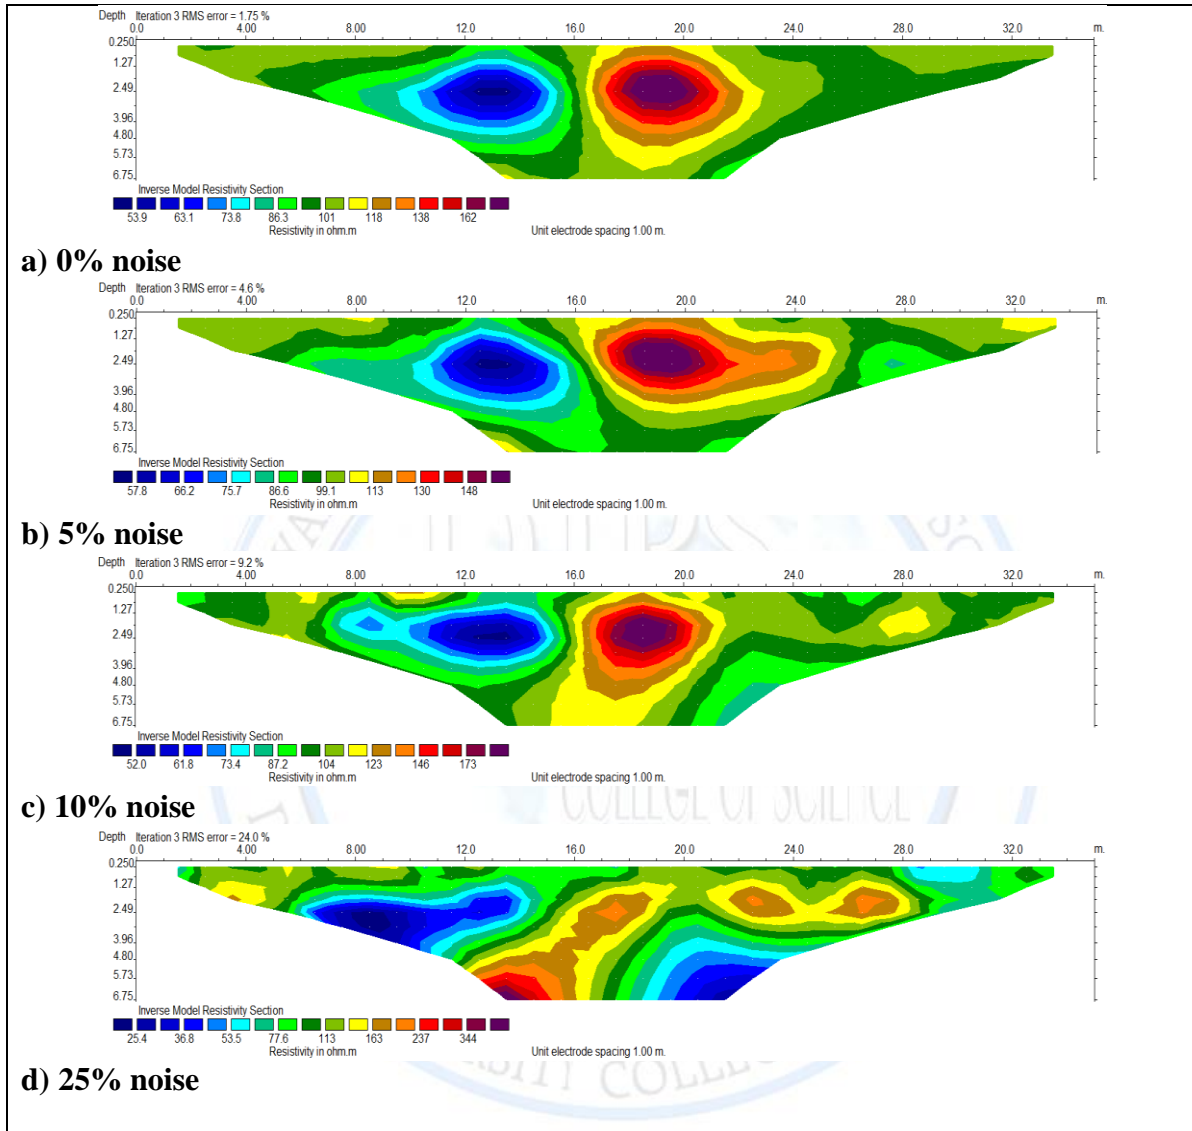 Depth Iteration 3 RMS error = 1.75 %
0.0 4.00 8.00 12.0 16.0 20.0 24.0 28.0 32.0 m.
0.250
1.27
2.49
3.96
4.80
5.73
6.75
Inverse Model Resistivity Section
53.9 63.1 73.8 86.3 101 118 138 162
Resistivity in ohm.m Unit electrode spacing 1.00 m.
a) 0% noise
Depth Iteration 3 RMS error = 4.6 %
0.0 4.00 8.00 12.0 16.0 20.0 24.0 28.0 32.0 m.
0.250
1.27
2.49
3.96
4.80
5.73
6.75
Inverse Model Resistivity Section
57.8 66.2 75.7 86.6 99.1 113 130 148
Resistivity in ohm.m Unit electrode spacing 1.00 m.
b) 5% noise
Depth Iteration 3 RMS error = 9.2 %
0.0 4.00 8.00 12.0 16.0 20.0 24.0 28.0 32.0 m.
0.250
1.27
2.49
3.96
4.80
5.73
6.75
Inverse Model Resistivity Section
52.0 61.8 73.4 87.2 104 123 146 173
Resistivity in ohm.m Unit electrode spacing 1.00 m.
COLLEGE OF SCIENCE
c) 10% noise
Depth Iteration 3 RMS error = 24.0 %
0.0 4.00 8.00 12.0 16.0 20.0 24.0 28.0 32.0 m.
0.250
1.27
2.49
3.96
4.80
5.73
6.75
Inverse Model Resistivity Section
25.4 36.8 53.5 77.6 113 163 237 344
Resistivity in ohm.m Unit electrode spacing 1.00 m.
d) 25% noise